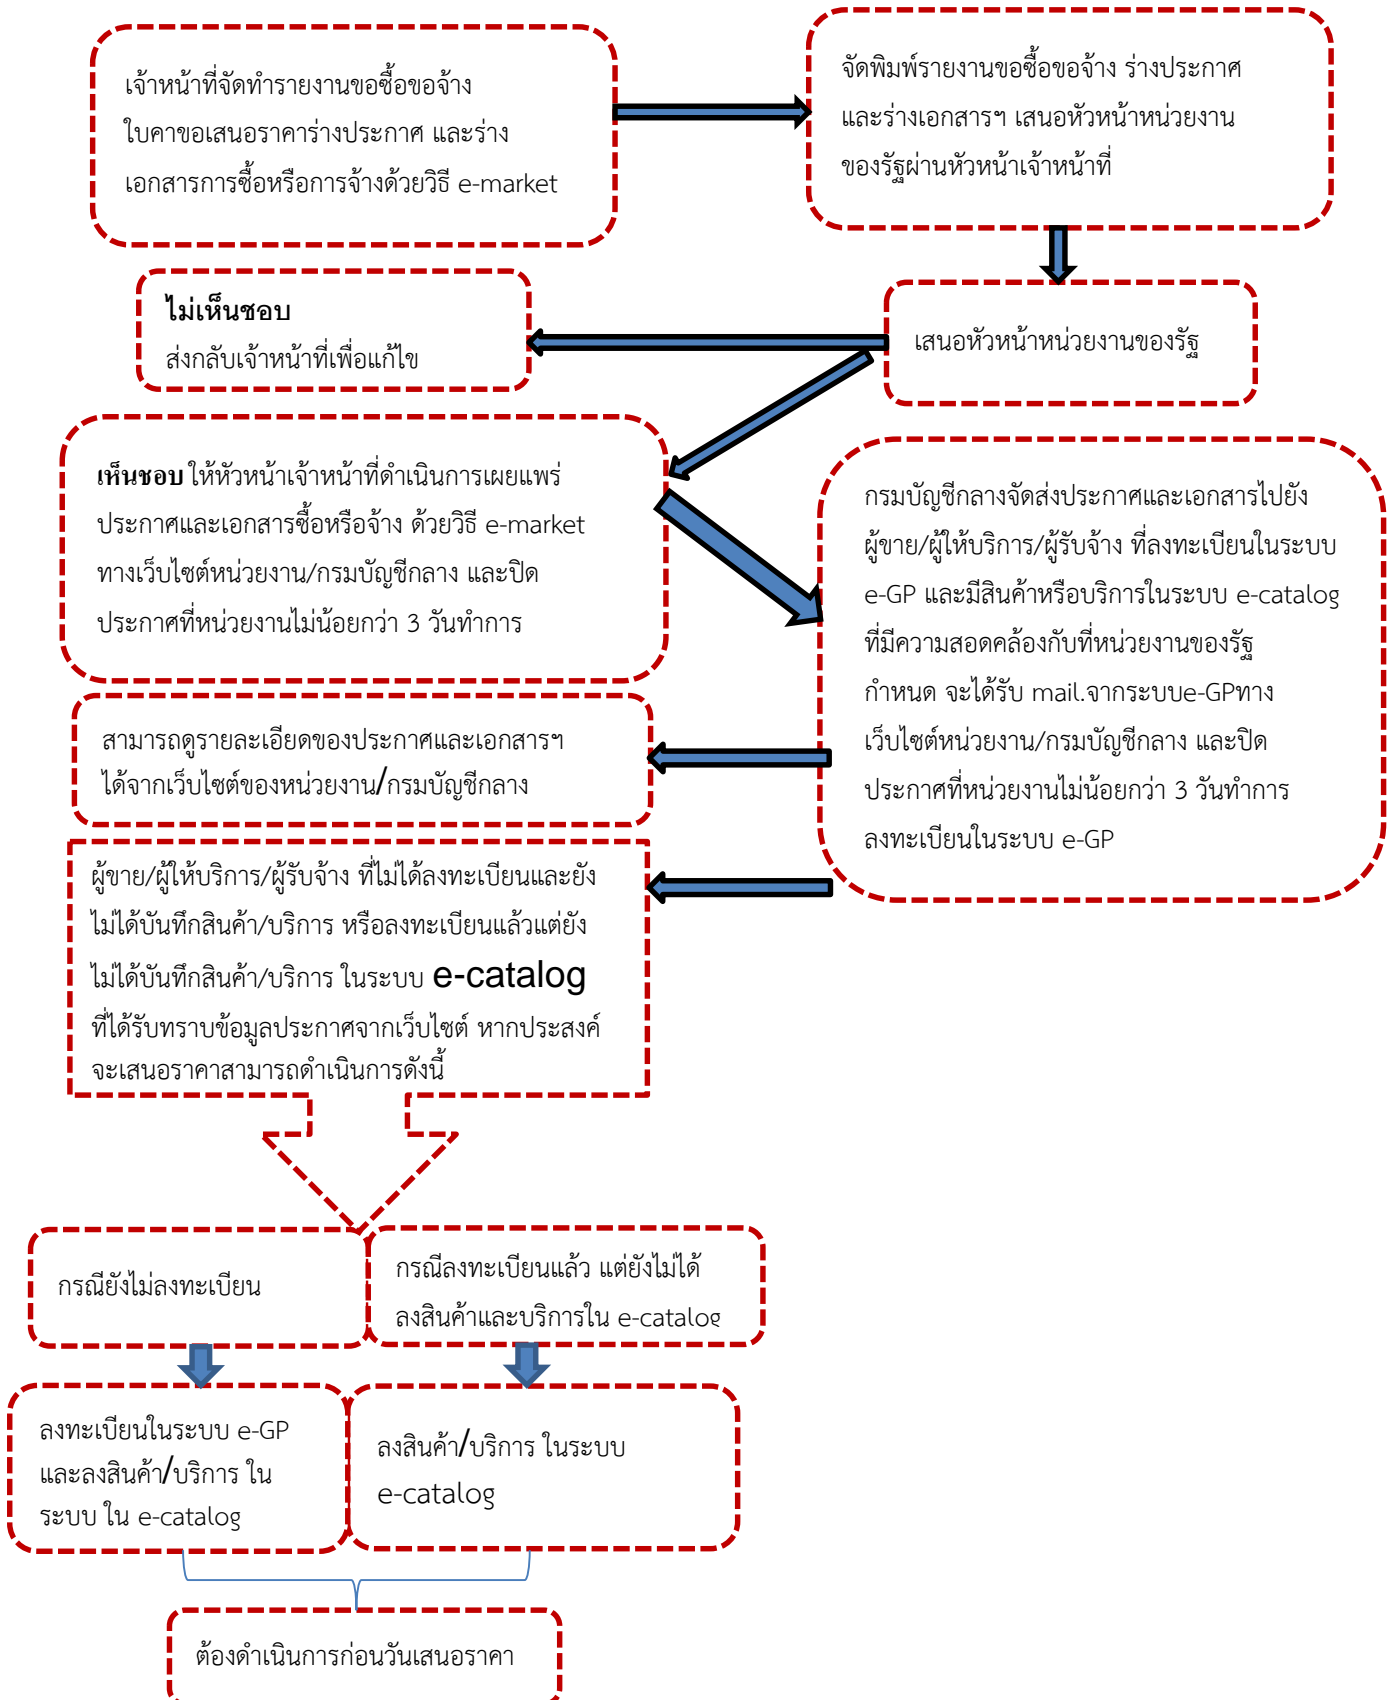 เจ้าหน้าที่จัดทำรายงานขอซื้อขอจ้าง
ใบคาขอเสนอราคาร่างประกาศ และร่าง
เอกสารการซื้อหรือการจ้างด้วยวิธี e-market
จัดพิมพ์รายงานขอซื้อขอจ้าง ร่างประกาศ
และร่างเอกสารฯ เสนอหัวหน้าหน่วยงาน
ของรัฐผ่านหัวหน้าเจ้าหน้าที่
เสนอหัวหน้าหน่วยงานของรัฐ
ไม่เห็นชอบ
ส่งกลับเจ้าหน้าที่เพื่อแก้ไข
เห็นชอบ ให้หัวหน้าเจ้าหน้าที่ดำเนินการเผยแพร่
ประกาศและเอกสารซื้อหรือจ้าง ด้วยวิธี e-market
ทางเว็บไซต์หน่วยงาน/กรมบัญชีกลาง และปิด
ประกาศที่หน่วยงานไม่น้อยกว่า 3 วันทำการ
กรมบัญชีกลางจัดส่งประกาศและเอกสารไปยัง
ผู้ขาย/ผู้ให้บริการ/ผู้รับจ้าง ที่ลงทะเบียนในระบบ
e-GP และมีสินค้าหรือบริการในระบบ e-catalog
ที่มีความสอดคล้องกับที่หน่วยงานของรัฐ
กำหนด จะได้รับ mail.จากระบบe-GPทาง
เว็บไซต์หน่วยงาน/กรมบัญชีกลาง และปิด
ประกาศที่หน่วยงานไม่น้อยกว่า 3 วันทำการ
ลงทะเบียนในระบบ e-GP
สามารถดูรายละเอียดของประกาศและเอกสารฯ
ได้จากเว็บไซต์ของหน่วยงาน/กรมบัญชีกลาง
ผู้ขาย/ผู้ให้บริการ/ผู้รับจ้าง ที่ไม่ได้ลงทะเบียนและยัง
ไม่ได้บันทึกสินค้า/บริการ หรือลงทะเบียนแล้วแต่ยัง
ไม่ได้บันทึกสินค้า/บริการ ในระบบ e-catalog
ที่ได้รับทราบข้อมูลประกาศจากเว็บไซต์ หากประสงค์
จะเสนอราคาสามารถดำเนินการดังนี้
กรณียังไม่ลงทะเบียน
กรณีลงทะเบียนแล้ว แต่ยังไม่ได้
ลงสินค้าและบริการใน e-catalog
ลงทะเบียนในระบบ e-GP
และลงสินค้า/บริการ ใน
ระบบ ใน e-catalog
ลงสินค้า/บริการ ในระบบ
e-catalog
ต้องดำเนินการก่อนวันเสนอราคา